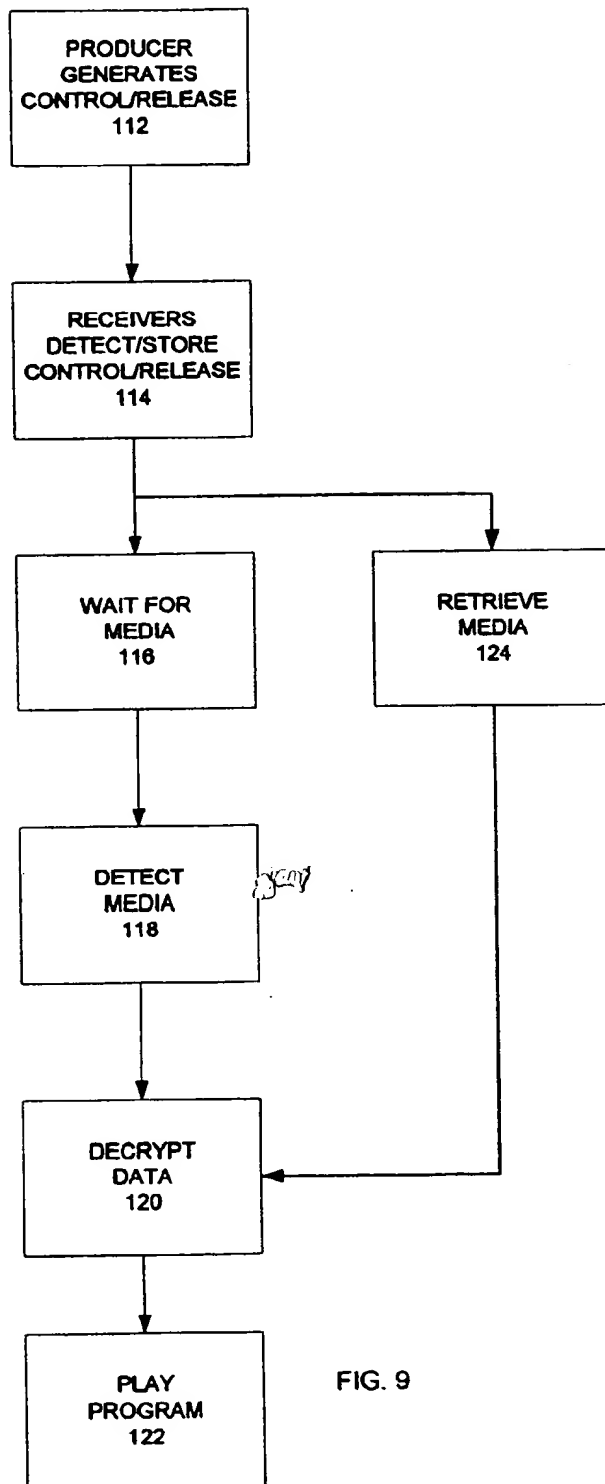 PRODUCER
GENERATES
CONTROL/RELEASE
112
RECEIVERS
DETECT/STORE
CONTROL/RELEASE
114
WAIT FOR
MEDIA
116
RETRIEVE
MEDIA
124
DETECT
MEDIA
118
DECRYPT
DATA
120
PLAY
PROGRAM
122
FIG. 9